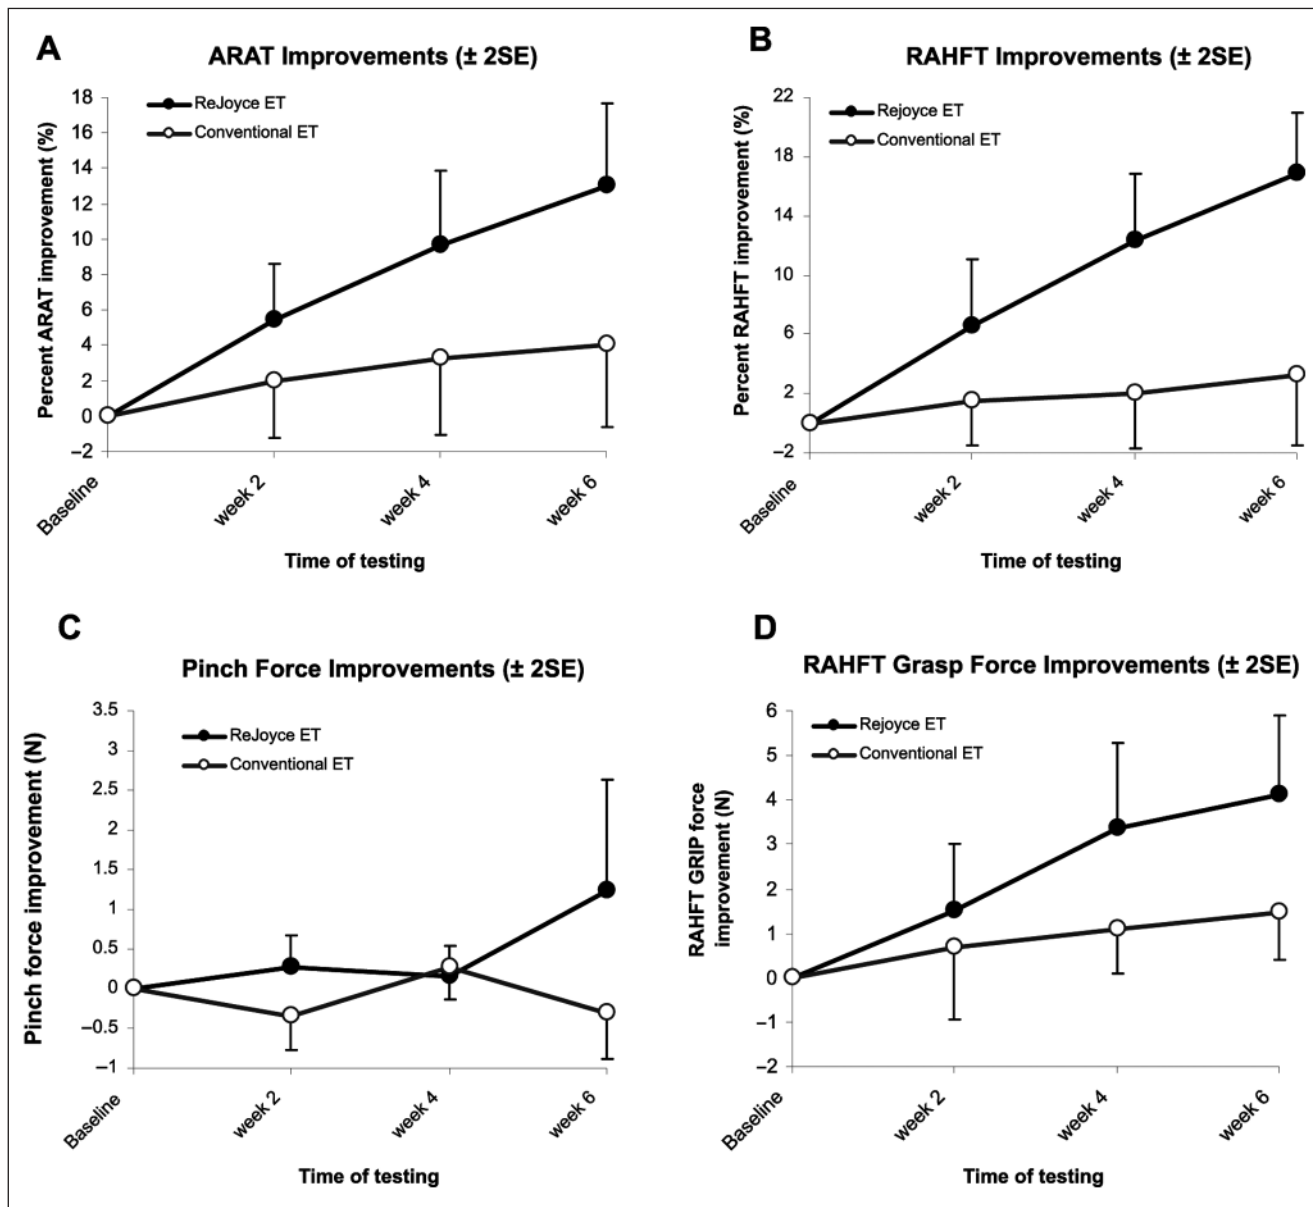 A
ARAT Improvements (± 2SE)
ReJoyce ET
Conventional ET
Percent ARAT improvement (%)
18
16
14
12
10
8
6
4
2
0
–2
Baseline
week 2
week 4
week 6
Time of testing
B
RAHFT Improvements (± 2SE)
Rejoyce ET
Conventional ET
Percent RAHFT improvement (%)
22
18
14
10
6
2
–2
Baseline
week 2
week 4
week 6
Time of testing
C
Pinch Force Improvements (± 2SE)
ReJoyce ET
Conventional ET
Pinch force improvement (N)
3.5
3
2.5
2
1.5
1
0.5
0
–0.5
–1
Baseline
week 2
week 4
week 6
Time of testing
D
RAHFT Grasp Force Improvements (± 2SE)
Rejoyce ET
Conventional ET
RAHFT GRIP force
improvement (N)
6
5
4
3
2
1
0
–1
–2
Baseline
week 2
week 4
week 6
Time of testing